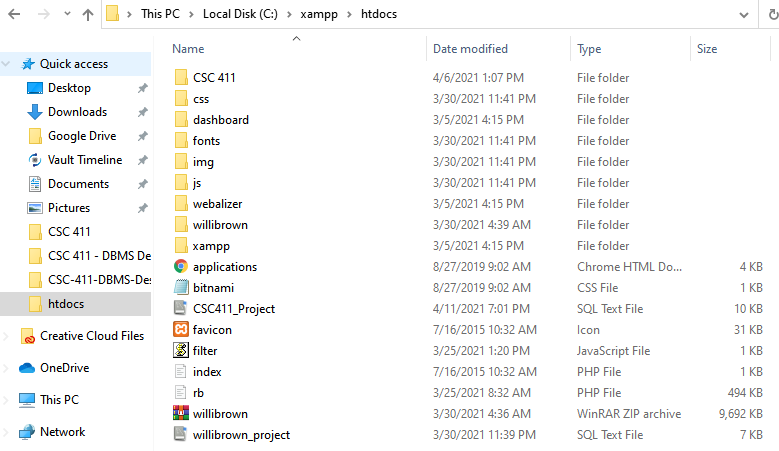 This PC > Local Disk (C:) > xampp > htdocs
Name Date modified Type Size
Quick access
Desktop
Downloads
Google Drive
Vault Timeline
Documents
Pictures
CSC 411
CSC 411 - DBMS De
CSC-411-DBMS-Des
htdocs
Creative Cloud Files
OneDrive
This PC
Network
CSC 411 4/6/2021 1:07 PM File folder
css 3/30/2021 11:41 PM File folder
dashboard 3/5/2021 4:15 PM File folder
fonts 3/30/2021 11:41 PM File folder
img 3/30/2021 11:41 PM File folder
js 3/30/2021 11:41 PM File folder
webalizer 3/5/2021 4:15 PM File folder
willibrown 3/30/2021 4:39 AM File folder
xampp 3/5/2021 4:15 PM File folder
applications 8/27/2019 9:02 AM Chrome HTML Do... 4 KB
bitnami 8/27/2019 9:02 AM CSS File 1 KB
CSC411_Project 4/11/2021 7:01 PM SQL Text File 10 KB
favicon 7/16/2015 10:32 AM Icon 31 KB
filter 3/25/2021 1:20 PM JavaScript File 1 KB
index 7/16/2015 10:32 AM PHP File 1 KB
rb 3/25/2021 8:32 AM PHP File 494 KB
willibrown 3/30/2021 4:36 AM WinRAR ZIP archive 9,692 KB
willibrown_project 3/30/2021 11:39 PM SQL Text File 7 KB